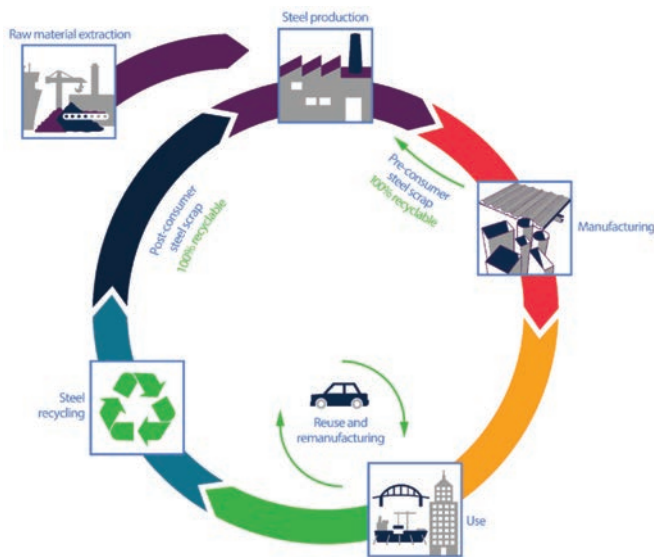 Steel production
Raw material extraction
Pre-consumer
steel scrap
100% recyclable
Post-consumer
steel scrap
100% recyclable
Manufacturing
Steel
recycling
Reuse and
remanufacturing
Use